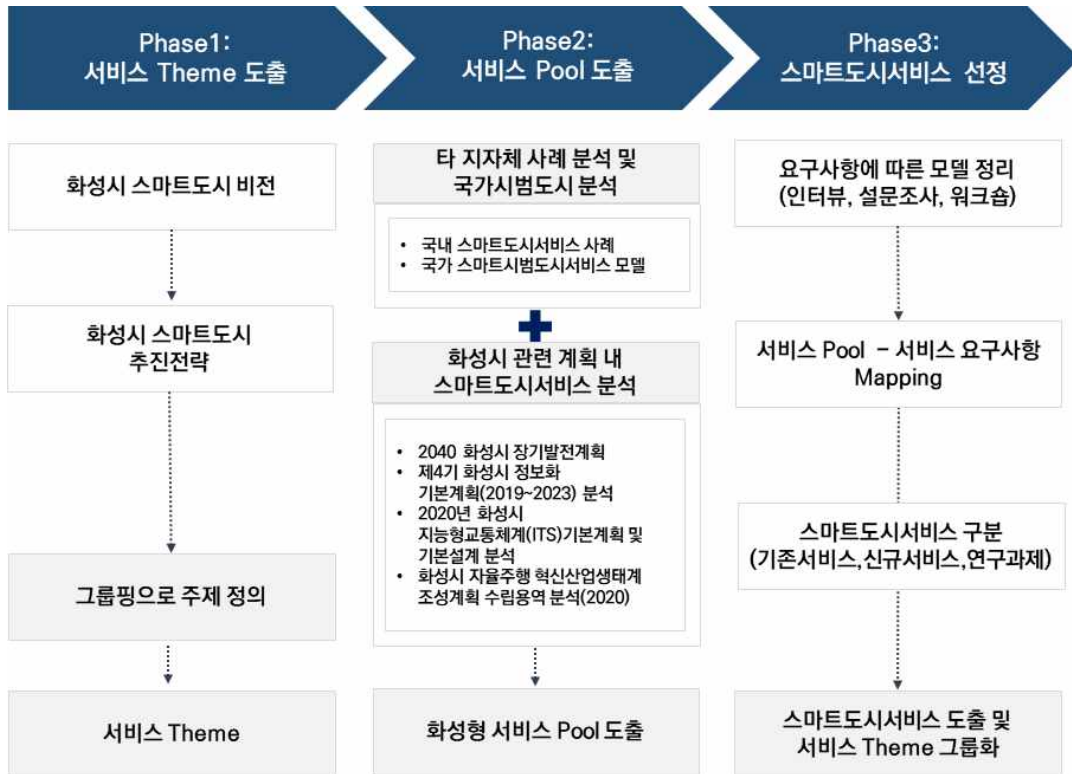 Phase1:
서비스 Theme 도출
Phase2:
서비스 Pool 도출
Phase3:
스마트도시서비스 선정
화성시 스마트도시 비전
화성시 스마트도시
추진전략
그룹핑으로 주제 정의
서비스 Theme
타 지자체 사례 분석 및
국가시범도시 분석
• 국내 스마트도시서비스 사례
• 국가 스마트시범도시서비스 모델
화성시 관련 계획 내
스마트도시서비스 분석
• 2040 화성시 장기발전계획
• 제4기 화성시 정보화
기본계획(2019~2023) 분석
• 2020년 화성시
지능형교통체계(ITS)기본계획 및
기본설계 분석
• 화성시 자율주행 혁신산업생태계
조성계획 수립용역 분석(2020)
화성형 서비스 Pool 도출
요구사항에 따른 모델 정리
(인터뷰, 설문조사, 워크숍)
서비스 Pool – 서비스 요구사항
Mapping
스마트도시서비스 구분
(기존서비스,신규서비스,연구과제)
스마트도시서비스 도출 및
서비스 Theme 그룹화